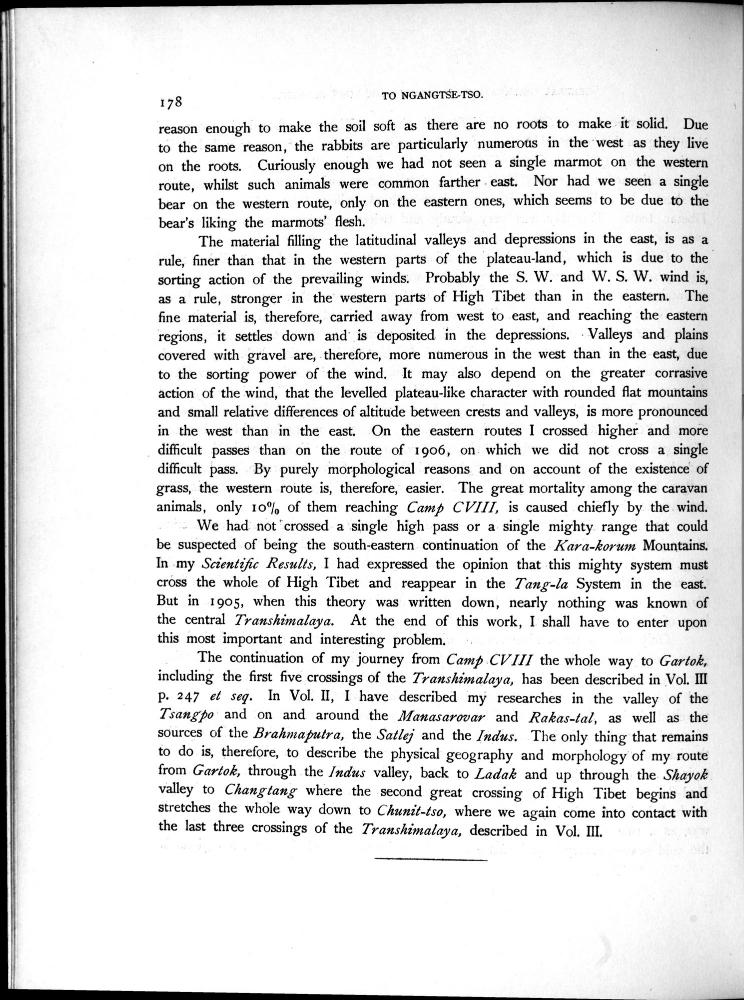 178
TO NGANGTSE-TSO.
reason enough to make the soil soft as there are no roots to make it solid. Due
to the same reason, the rabbits are particularly numerous in the west as they live
on the roots. Curiously enough we had not seen a single marmot on the western
route, whilst such animals were common farther east. Nor had we seen a single
bear on the western route, only on the eastern ones, which seems to be due to the
bear's liking the marmots' flesh.
The material filling the latitudinal valleys and depressions in the east, is as a
rule, finer than that in the western parts of the plateau-land, which is due to the
sorting action of the prevailing winds. Probably the S. W. and W. S. W. wind is,
as a rule, stronger in the western parts of High Tibet than in the eastern. The
fine material is, therefore, carried away from west to east, and reaching the eastern
regions, it settles down and is deposited in the depressions. Valleys and plains
covered with gravel are, therefore, more numerous in the west than in the east, due
to the sorting power of the wind. It may also depend on the greater corrasive
action of the wind, that the levelled plateau-like character with rounded flat mountains
and small relative differences of altitude between crests and valleys, is more pronounced
in the west than in the east. On the eastern routes I crossed higher and more
difficult passes than on the route of 1906, on which we did not cross a single
difficult pass. By purely morphological reasons and on account of the existence of
grass, the western route is, therefore, easier. The great mortality among the caravan
animals, only 10% of them reaching Camp CVIII, is caused chiefly by the wind.
We had not crossed a single high pass or a single mighty range that could
be suspected of being the south-eastern continuation of the Kara-korum Mountains.
In my Scientific Results, I had expressed the opinion that this mighty system must
cross the whole of High Tibet and reappear in the Tang-la System in the east.
But in 1905, when this theory was written down, nearly nothing was known of
the central Transhimalaya. At the end of this work, I shall have to enter upon
this most important and interesting problem.
The continuation of my journey from Camp CVIII the whole way to Gartok,
including the first five crossings of the Transhimalaya, has been described in Vol. III
p. 247 et seq. In Vol. II, I have described my researches in the valley of the
Tsangpo and on and around the Manasarovar and Rakas-tal, as well as the
sources of the Brahmaputra, the Satlej and the Indus. The only thing that remains
to do is, therefore, to describe the physical geography and morphology of my route
from Gartok, through the Indus valley, back to Ladak and up through the Shayok
valley to Changtang where the second great crossing of High Tibet begins and
stretches the whole way down to Chunit-tso, where we again come into contact with
the last three crossings of the Transhimalaya, described in Vol. III.